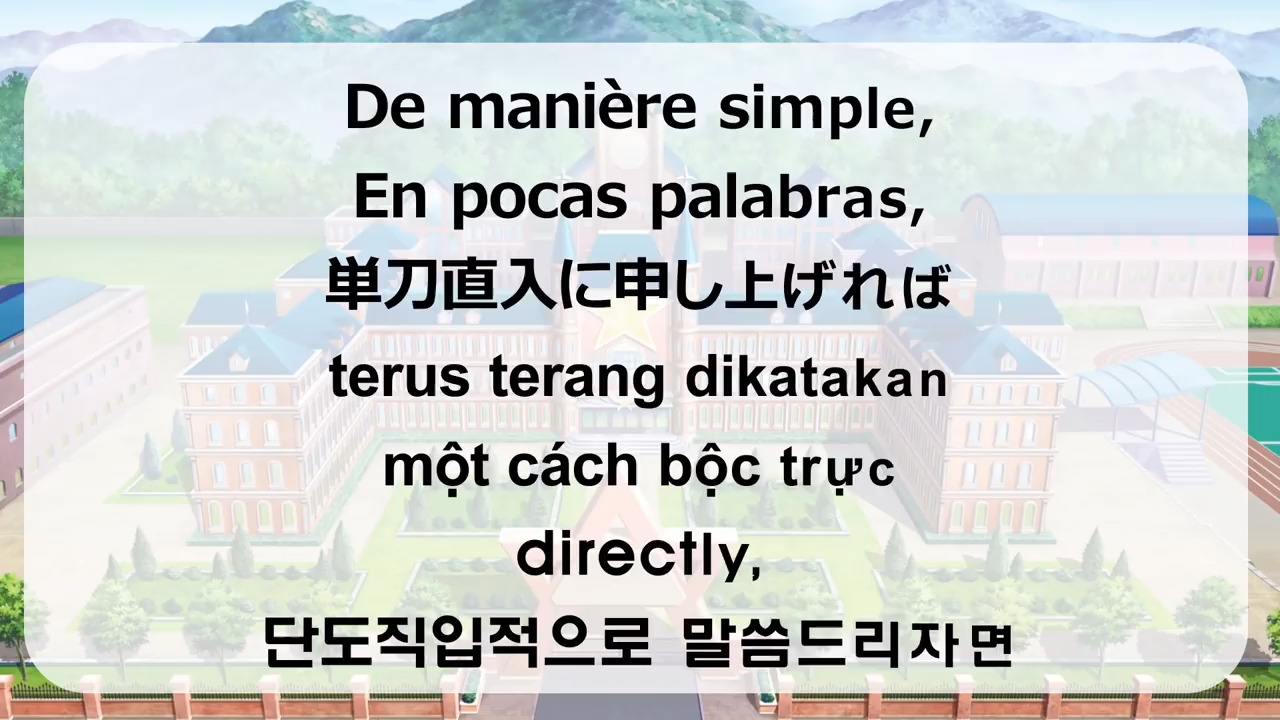 De manière simple,
En pocas palabras,
単刀直入に申し上げれば
terus terang dikatakan
một cách bộc trực
directly,
단도직입적으로 말씀드리자면